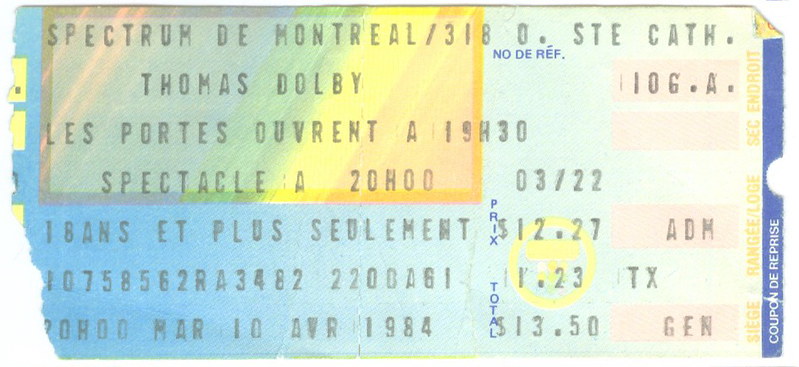 SPECTRUM DE MONTREAL/318 O. STE CATH.
NO DE RÉF.
THOMAS DOLBY 106.A.
LES PORTES OUVRENT A 19H30
SPECTACLE A 20H00 03/22
18ANS ET PLUS SEULEMENT PRIX $12.27 ADM
10758562RA3482 2200A61 1.23 TX
20H00 MAR 10 AVR 1984 TOTAL $13.50 GEN
SIÈGE RANGÉE/LOGE SEC ENDROIT
COUPON DE REPRISE